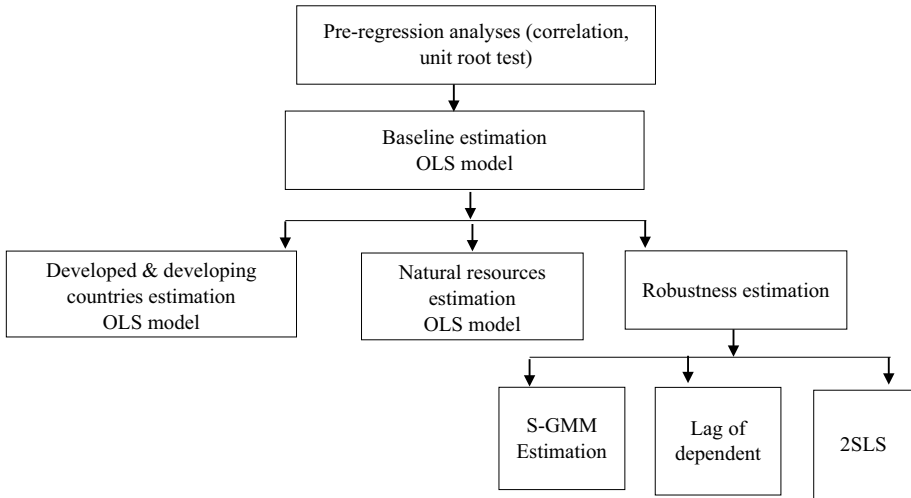 Pre-regression analyses (correlation,
unit root test)
Baseline estimation
OLS model
Developed & developing
countries estimation
OLS model
Natural resources
estimation
OLS model
Robustness estimation
S-GMM
Estimation
Lag of
dependent
2SLS